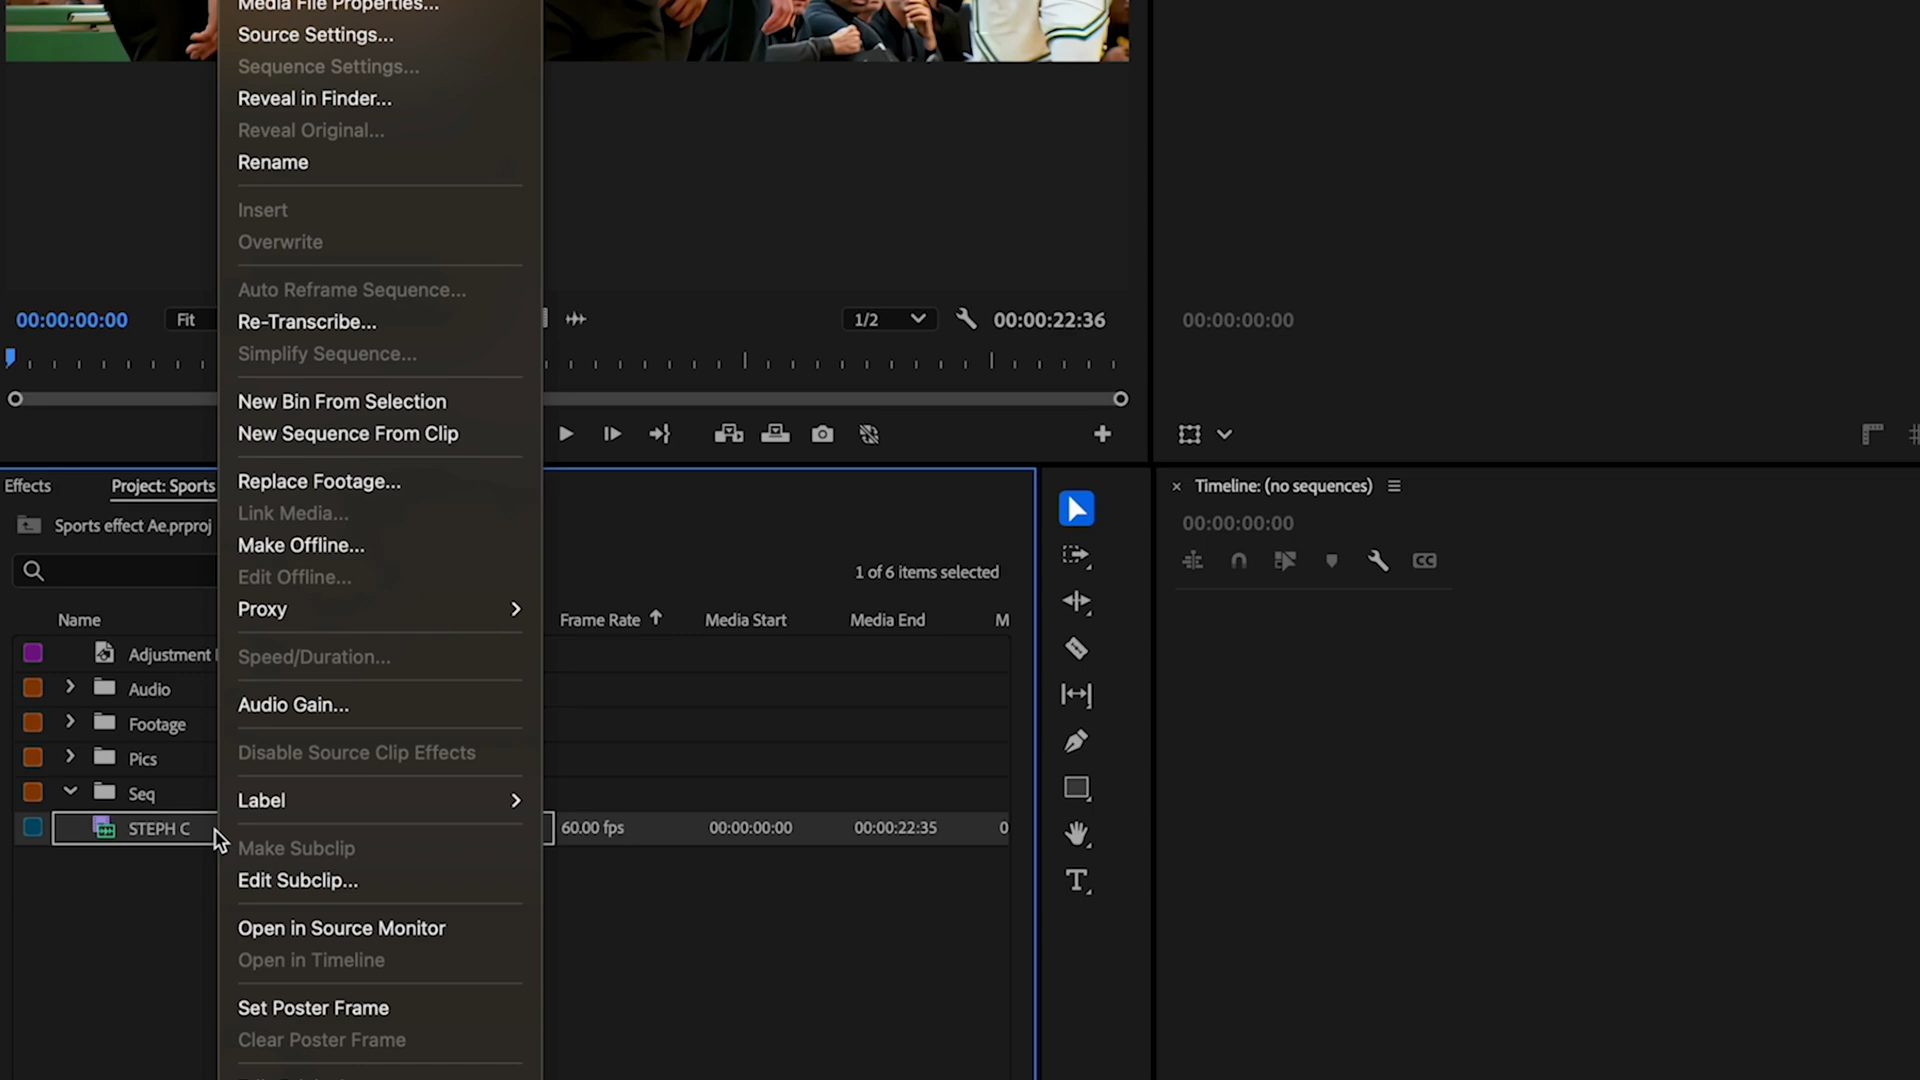 Media File Properties...
Source Settings...
Sequence Settings...
Reveal in Finder...
Reveal Original...
Rename
Insert
Overwrite
Auto Reframe Sequence...
Re-Transcribe...
Simplify Sequence...
New Bin From Selection
New Sequence From Clip
Replace Footage...
Link Media...
Make Offline...
Edit Offline...
Proxy
Speed/Duration...
Audio Gain...
Disable Source Clip Effects
Label
Make Subclip
Edit Subclip...
Open in Source Monitor
Open in Timeline
Set Poster Frame
Clear Poster Frame
00:00:00:00
Fit
1/2
00:00:22:36
00:00:00:00
Effects
Project: Sports
Sports effect Ae.prproj
1 of 6 items selected
Name
Frame Rate
Media Start
Media End
M
Adjustment
Audio
Footage
Pics
Seq
STEPH C
60.00 fps
00:00:00:00
00:00:22:35
0
T
× Timeline: (no sequences)
00:00:00:00
CC